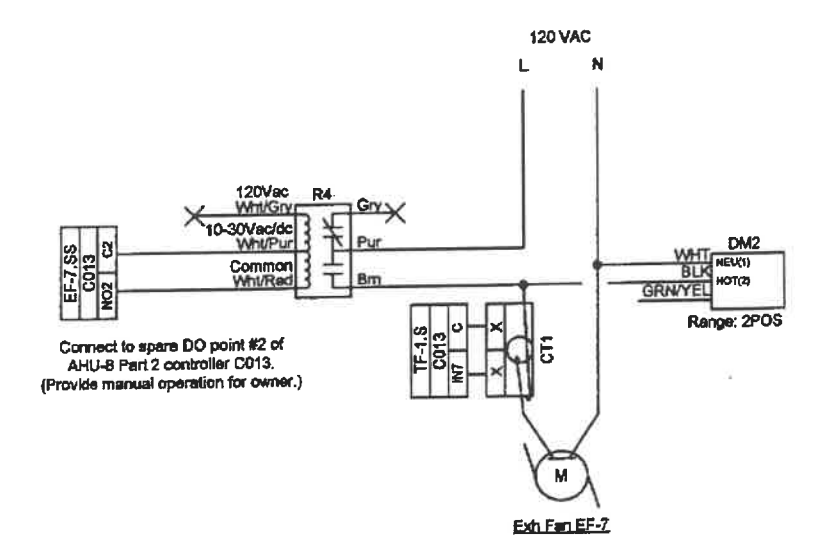 120 VAC
L N
120Vac
Wht/Gry
R4
Gry
10-30Vac/dc
Wht/Pur
Pur
Common
Wht/Red
Brn
EF-7.SS
C013
NO2 C2
WHT
BLK
GRN/YEL
DM2
NEU(1)
HOT(2)
Range: 2POS
Connect to spare DO point #2 of
AHU-8 Part 2 controller C013.
(Provide manual operation for owner.)
TF-1.S
C013
IN7 C
X X
CT1
M
Exh Fan EF-7